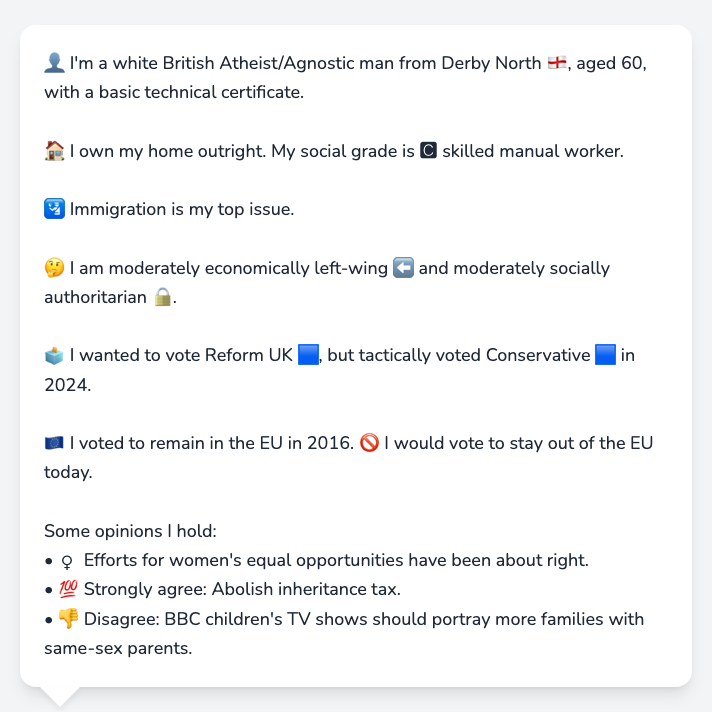 👤 I'm a white British Atheist/Agnostic man from Derby North 🏴󠁧󠁢󠁥󠁮󠁧󠁿, aged 60,
with a basic technical certificate.
🏠 I own my home outright. My social grade is 🅲 skilled manual worker.
🛂 Immigration is my top issue.
🤔 I am moderately economically left-wing ⬅️ and moderately socially
authoritarian 🔒.
🗳️ I wanted to vote Reform UK 🟦, but tactically voted Conservative 🟦 in
2024.
🇪🇺 I voted to remain in the EU in 2016. 🚫 I would vote to stay out of the EU
today.
Some opinions I hold:
• ♀ Efforts for women's equal opportunities have been about right.
• 💯 Strongly agree: Abolish inheritance tax.
• 👎 Disagree: BBC children's TV shows should portray more families with
same-sex parents.